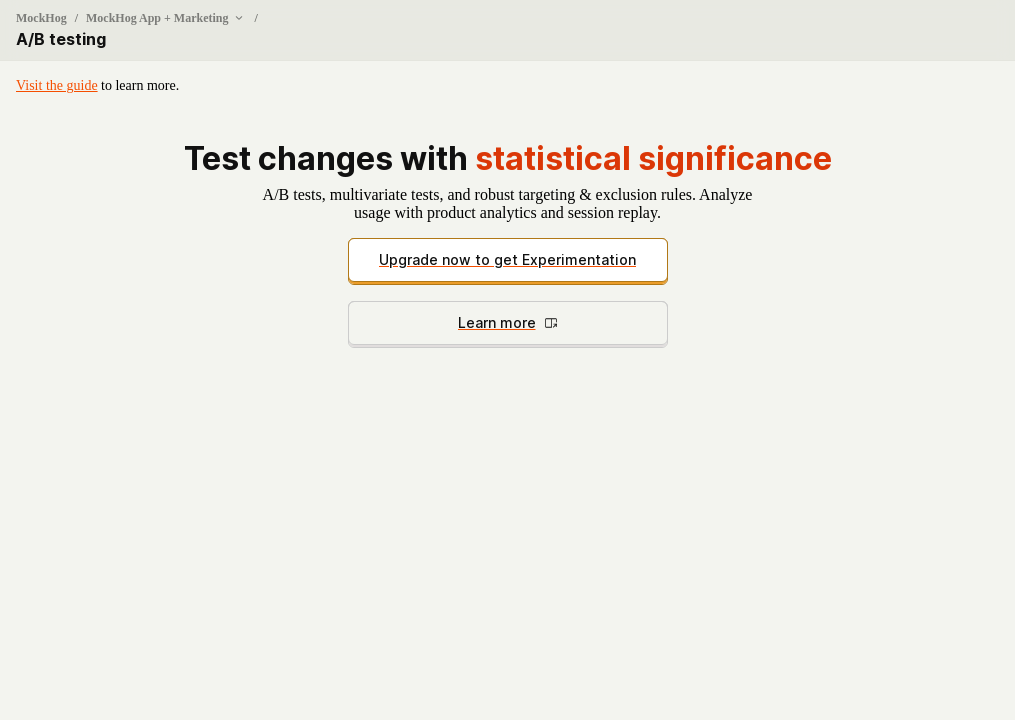 MockHog / MockHog App + Marketing /
A/B testing
Visit the guide to learn more.
Test changes with statistical significance
A/B tests, multivariate tests, and robust targeting & exclusion rules. Analyze
usage with product analytics and session replay.
Upgrade now to get Experimentation
Learn more